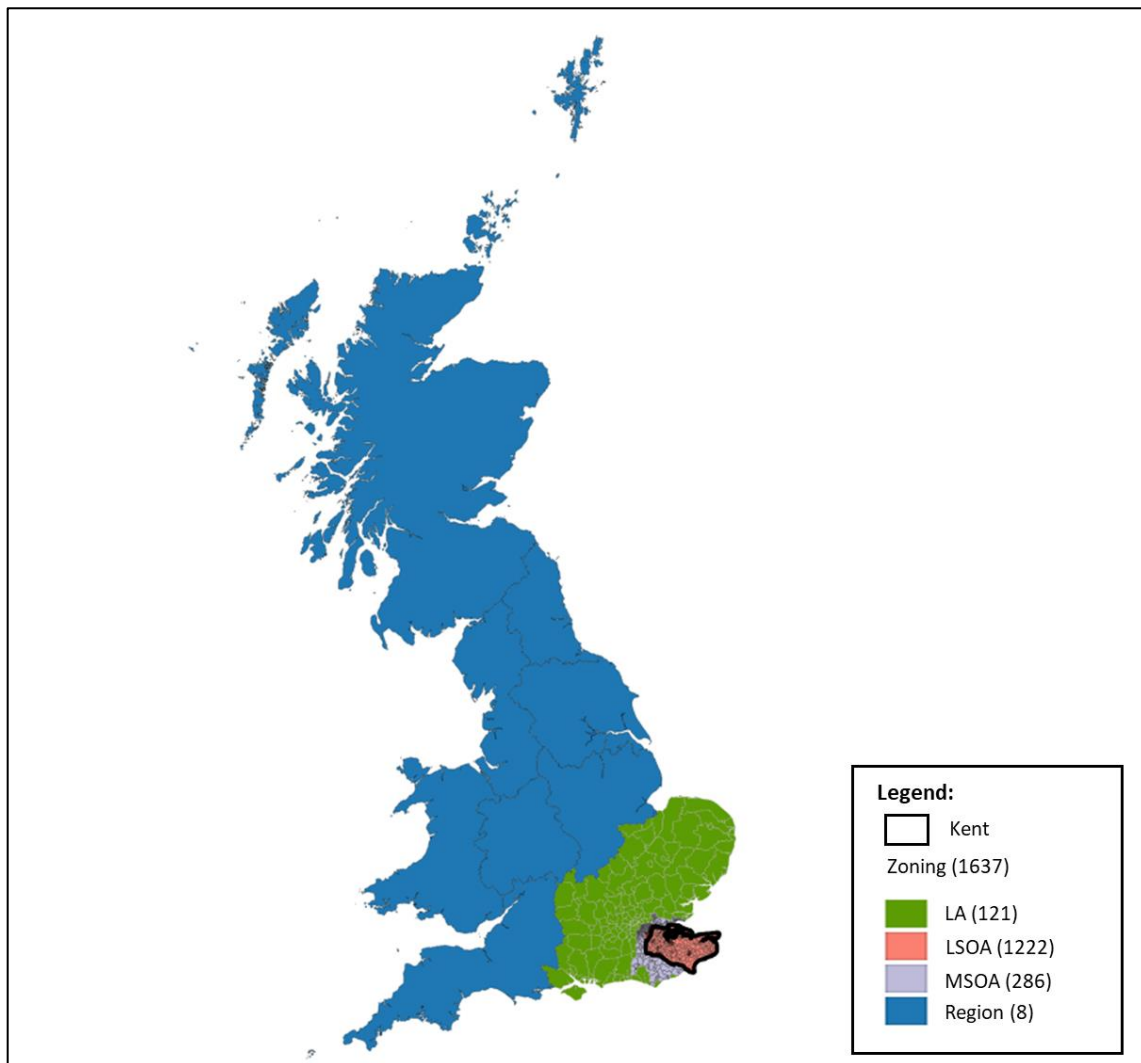 Legend:
Kent
Zoning (1637)
LA (121)
LSOA (1222)
MSOA (286)
Region (8)